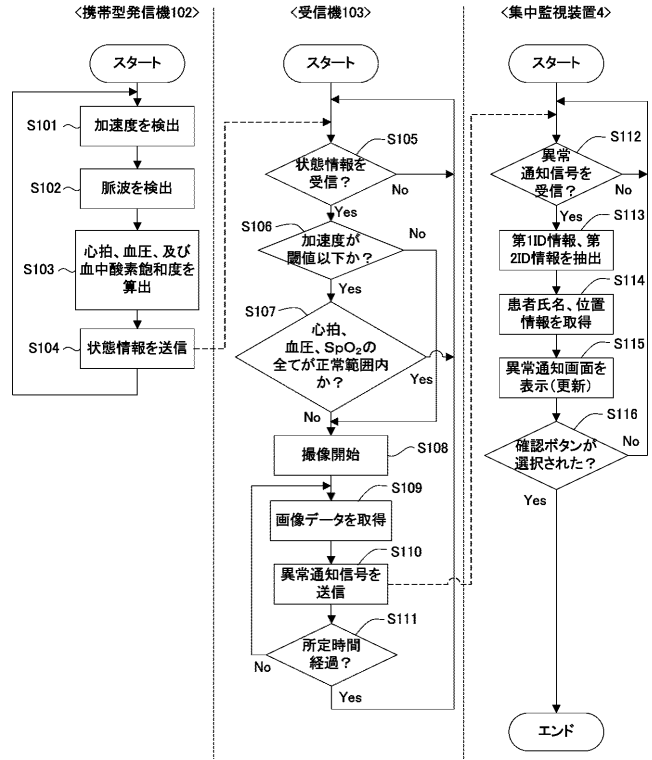 <携帯型発信機102>
スタート
S101
加速度を検出
S102
脈波を検出
S103
心拍、血圧、及び
血中酸素飽和度を
算出
S104
状態情報を送信
<受信機103>
スタート
S105
状態情報を
受信？
No
Yes
S106
加速度が
閾値以下か？
No
Yes
S107
心拍、
血圧、SpO₂の
全てが正常範囲内
か？
Yes
No
撮像開始
S108
S109
画像データを取得
S110
異常通知信号を
送信
S111
所定時間
経過？
No
Yes
<集中監視装置4>
スタート
S112
異常
通知信号を
受信？
No
Yes
S113
第1ID情報、第
2ID情報を抽出
S114
患者氏名、位置
情報を取得
S115
異常通知画面を
表示（更新）
S116
確認ボタンが
選択された？
No
Yes
エンド